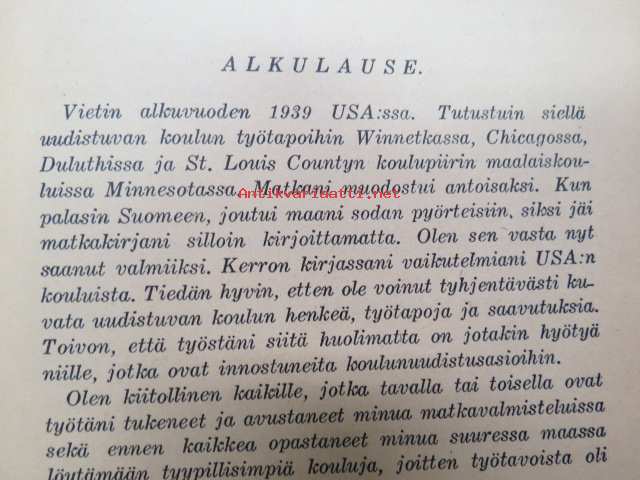 ALKULAUSE.
Vietin alkuvuoden 1939 USA:ssa. Tutustuin siellä
uudistuvan koulun työtapoihin Winnetkassa, Chicagossa,
Duluthissa ja St. Louis Countyn koulupiirin maalaiskou-
luissa Minnesotassa. Matkani muodostui antoisaksi. Kun
Antikvariaatti.net
palasin Suomeen, joutui maani sodan pyörteisiin, siksi jäi
matkakirjani silloin kirjoittamatta. Olen sen vasta nyt
saanut valmiiksi. Kerron kirjassani vaikutelmiani USA:n
kouluista. Tiedän hyvin, etten ole voinut tyhjentävästi ku-
vata uudistuvan koulun henkeä, työtapoja ja saavutuksia.
Toivon, että työstäni siitä huolimatta on jotakin hyötyä
niille, jotka ovat innostuneita koulunuudistusasioihin.
Olen kiitollinen kaikille, jotka tavalla tai toisella ovat
työtäni tukeneet ja avustaneet minua matkavalmisteluissa
sekä ennen kaikkea opastaneet minua suuressa maassa
löytämään tyypillisimpiä kouluja, joitten työtavoista oli